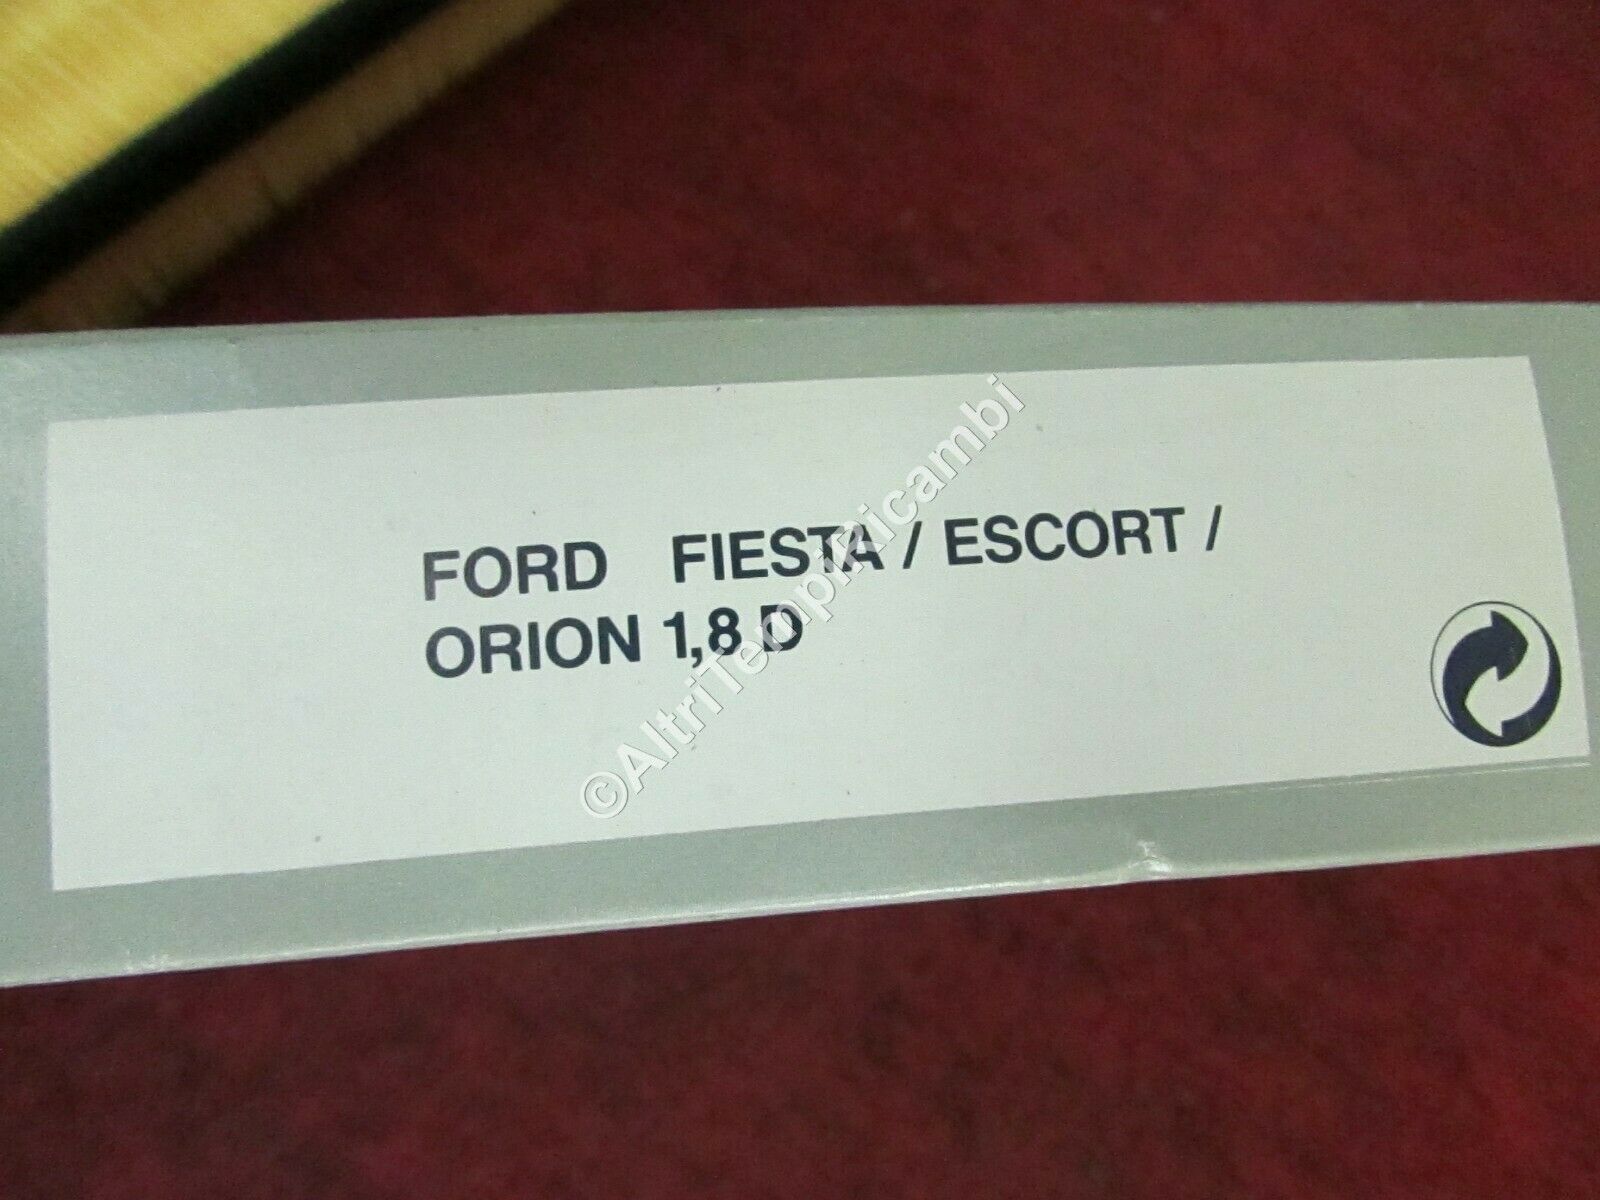 FORD FIESTA / ESCORT /
ORION 1,8 D
©AltriTempiRicambi